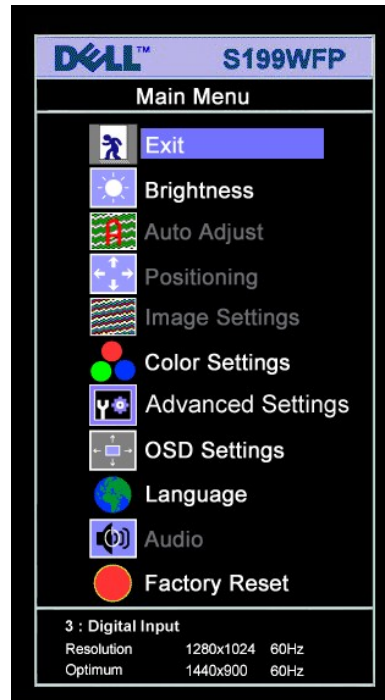 DELL™ S199WFP
Main Menu
Exit
Brightness
Auto Adjust
Positioning
Image Settings
Color Settings
Advanced Settings
OSD Settings
Language
Audio
Factory Reset
3 : Digital Input
Resolution 1280x1024 60Hz
Optimum 1440x900 60Hz